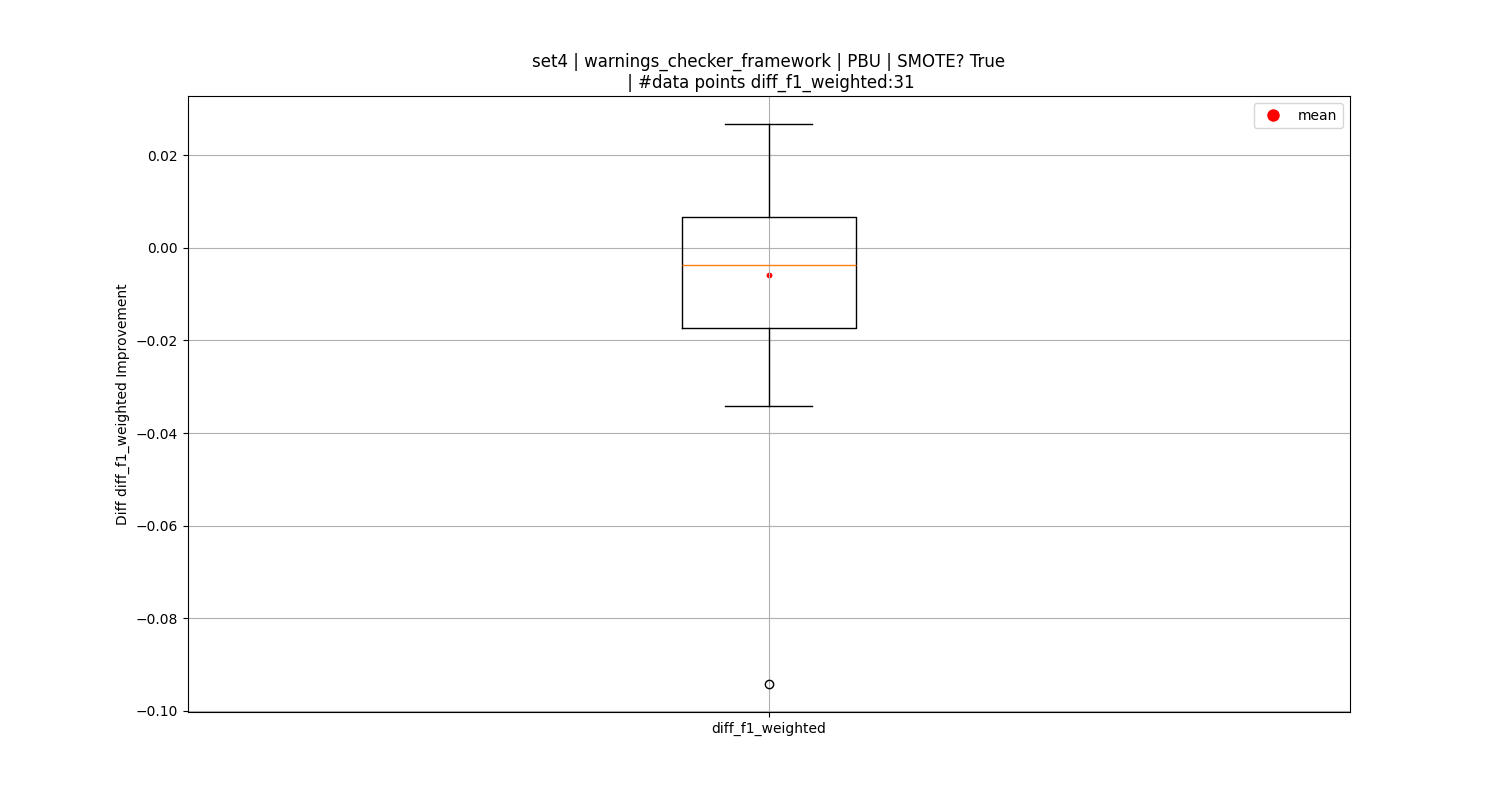 set4 | warnings_checker_framework | PBU | SMOTE? True
| #data points diff_f1_weighted:31
mean
Diff diff_f1_weighted Improvement
0.02
0.00
−0.02
−0.04
−0.06
−0.08
−0.10
diff_f1_weighted